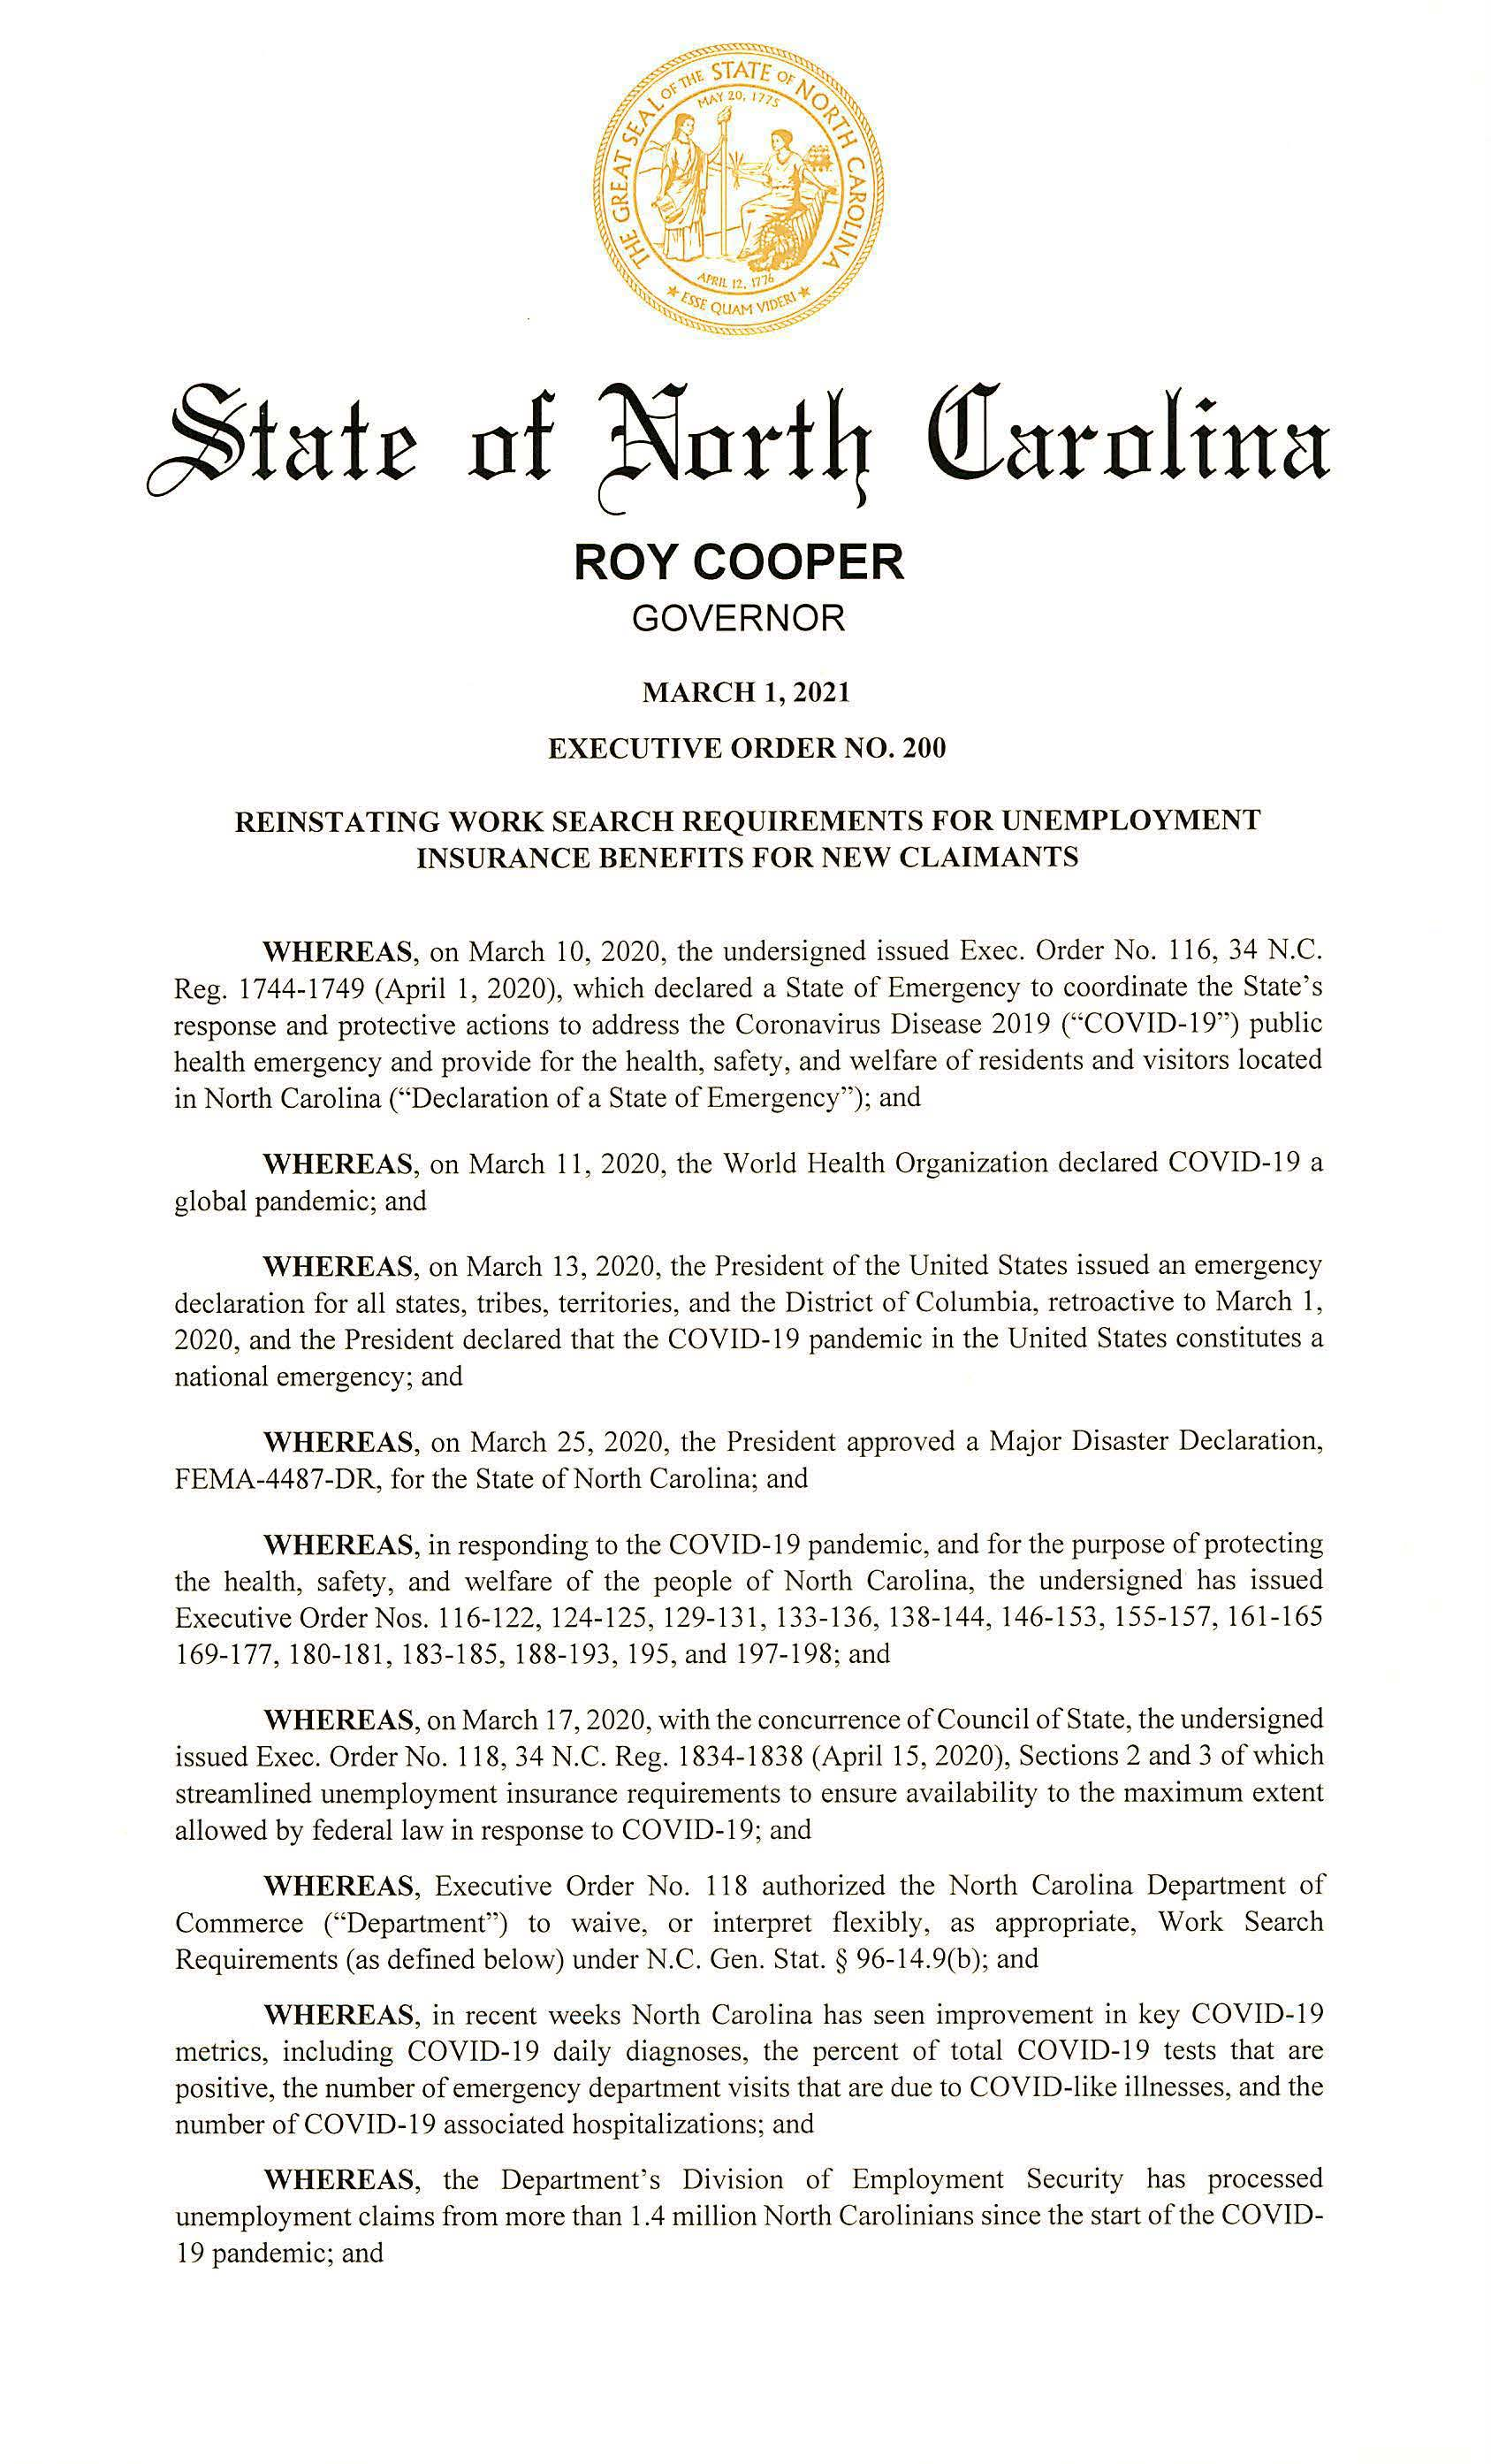 THE GREAT SEAL OF THE STATE OF NORTH CAROLINA
MAY 20, 1775
APRIL 12, 1776
★ ESSE QUAM VIDERI ★
State of North Carolina
ROY COOPER
GOVERNOR
MARCH 1, 2021
EXECUTIVE ORDER NO. 200
REINSTATING WORK SEARCH REQUIREMENTS FOR UNEMPLOYMENT
INSURANCE BENEFITS FOR NEW CLAIMANTS
WHEREAS, on March 10, 2020, the undersigned issued Exec. Order No. 116, 34 N.C.
Reg. 1744-1749 (April 1, 2020), which declared a State of Emergency to coordinate the State's
response and protective actions to address the Coronavirus Disease 2019 ("COVID-19") public
health emergency and provide for the health, safety, and welfare of residents and visitors located
in North Carolina ("Declaration of a State of Emergency"); and
WHEREAS, on March 11, 2020, the World Health Organization declared COVID-19 a
global pandemic; and
WHEREAS, on March 13, 2020, the President of the United States issued an emergency
declaration for all states, tribes, territories, and the District of Columbia, retroactive to March 1,
2020, and the President declared that the COVID-19 pandemic in the United States constitutes a
national emergency; and
WHEREAS, on March 25, 2020, the President approved a Major Disaster Declaration,
FEMA-4487-DR, for the State of North Carolina; and
WHEREAS, in responding to the COVID-19 pandemic, and for the purpose of protecting
the health, safety, and welfare of the people of North Carolina, the undersigned has issued
Executive Order Nos. 116-122, 124-125, 129-131, 133-136, 138-144, 146-153, 155-157, 161-165
169-177, 180-181, 183-185, 188-193, 195, and 197-198; and
WHEREAS, on March 17, 2020, with the concurrence of Council of State, the undersigned
issued Exec. Order No. 118, 34 N.C. Reg. 1834-1838 (April 15, 2020), Sections 2 and 3 of which
streamlined unemployment insurance requirements to ensure availability to the maximum extent
allowed by federal law in response to COVID-19; and
WHEREAS, Executive Order No. 118 authorized the North Carolina Department of
Commerce ("Department") to waive, or interpret flexibly, as appropriate, Work Search
Requirements (as defined below) under N.C. Gen. Stat. § 96-14.9(b); and
WHEREAS, in recent weeks North Carolina has seen improvement in key COVID-19
metrics, including COVID-19 daily diagnoses, the percent of total COVID-19 tests that are
positive, the number of emergency department visits that are due to COVID-like illnesses, and the
number of COVID-19 associated hospitalizations; and
WHEREAS, the Department's Division of Employment Security has processed
unemployment claims from more than 1.4 million North Carolinians since the start of the COVID-
19 pandemic; and